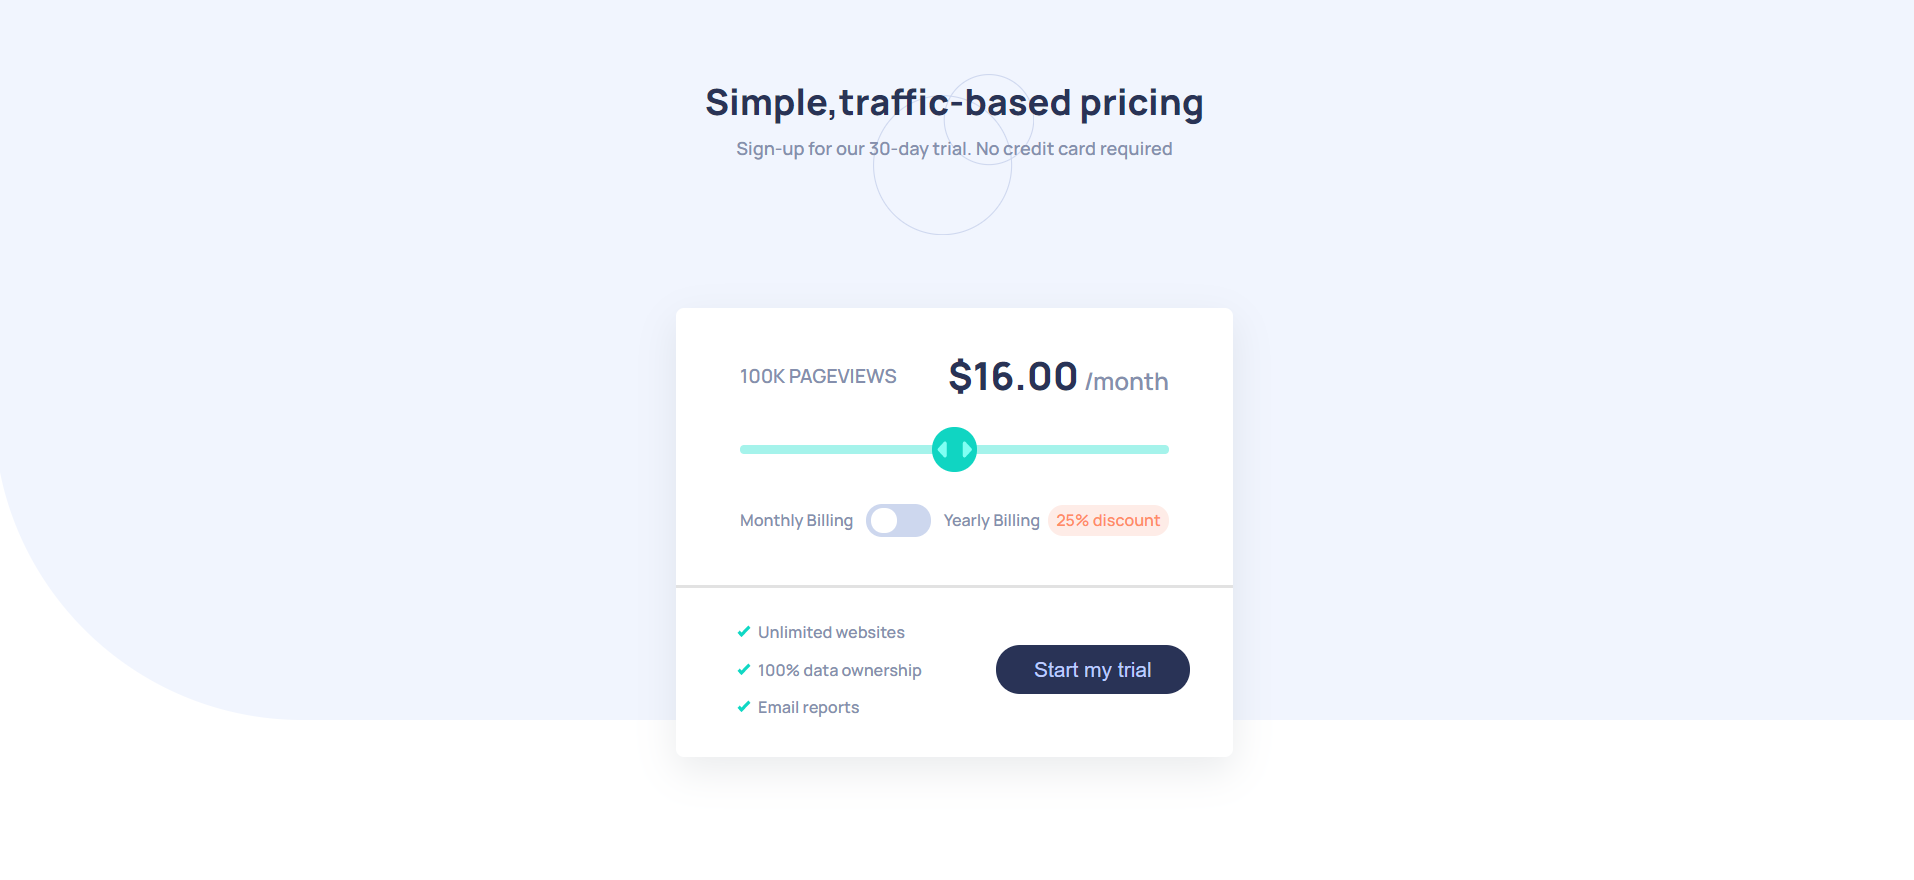 Simple,traffic-based pricing
Sign-up for our 30-day trial. No credit card required
100K PAGEVIEWS $16.00 /month
Monthly Billing Yearly Billing 25% discount
Unlimited websites
100% data ownership
Email reports
Start my trial